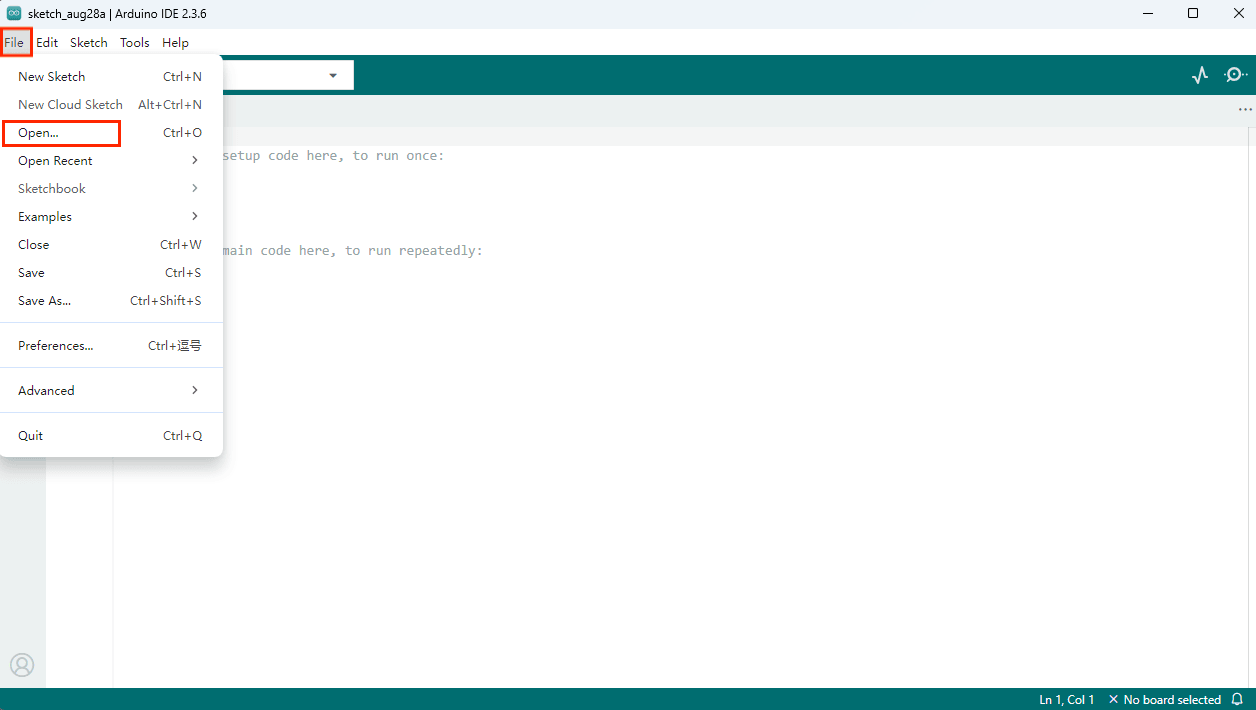 sketch_aug28a | Arduino IDE 2.3.6
File Edit Sketch Tools Help
New Sketch Ctrl+N
New Cloud Sketch Alt+Ctrl+N
Open... Ctrl+O
setup code here, to run once:
Open Recent
Sketchbook
Examples
Close Ctrl+W
main code here, to run repeatedly:
Save Ctrl+S
Save As... Ctrl+Shift+S
Preferences... Ctrl+逗号
Advanced
Quit Ctrl+Q
Ln 1, Col 1 × No board selected